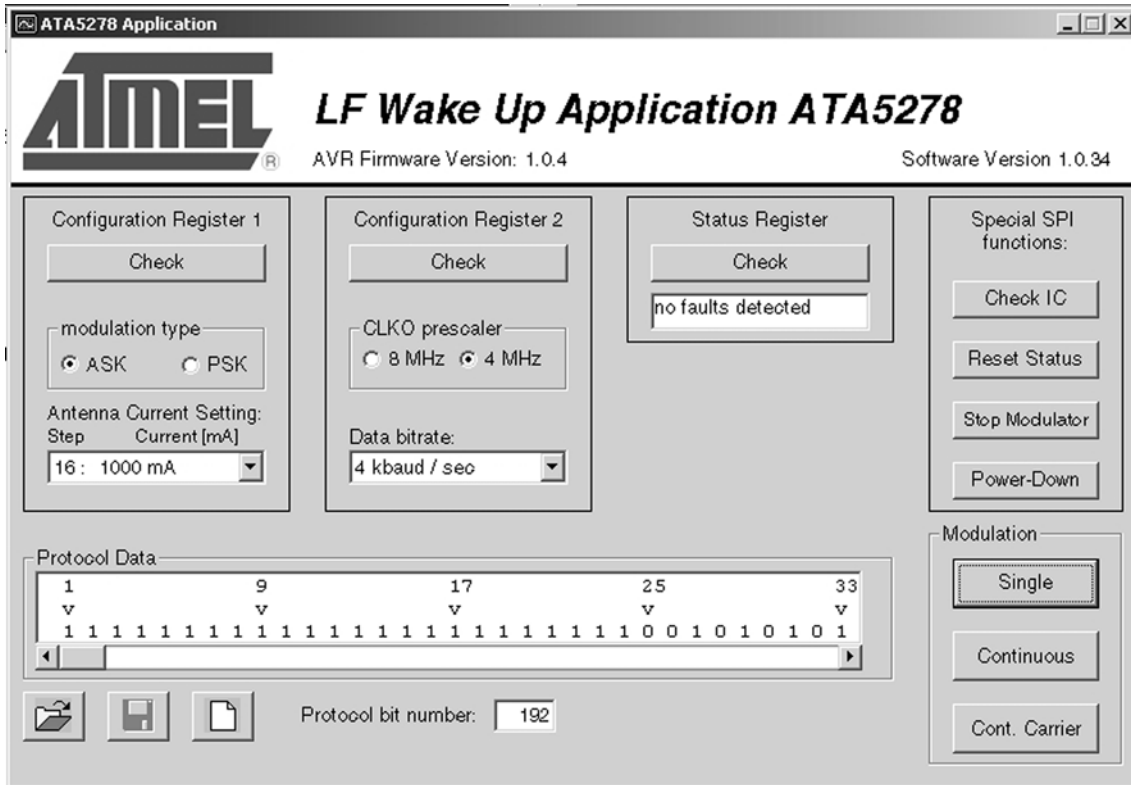 ATA5278 Application
ATMEL
®
LF Wake Up Application ATA5278
AVR Firmware Version: 1.0.4
Software Version 1.0.34
Configuration Register 1
Check
modulation type
ASK
PSK
Antenna Current Setting:
Step Current [mA]
16 : 1000 mA
Configuration Register 2
Check
CLKO prescaler
8 MHz
4 MHz
Data bitrate:
4 kbaud / sec
Status Register
Check
no faults detected
Special SPI
functions:
Check IC
Reset Status
Stop Modulator
Power-Down
Protocol Data
1 9 17 25 33
v v v v v
1 1 1 1 1 1 1 1 1 1 1 1 1 1 1 1 1 1 1 1 1 1 1 1 0 0 1 0 1 0 1 0 1
Protocol bit number: 192
Modulation
Single
Continuous
Cont. Carrier